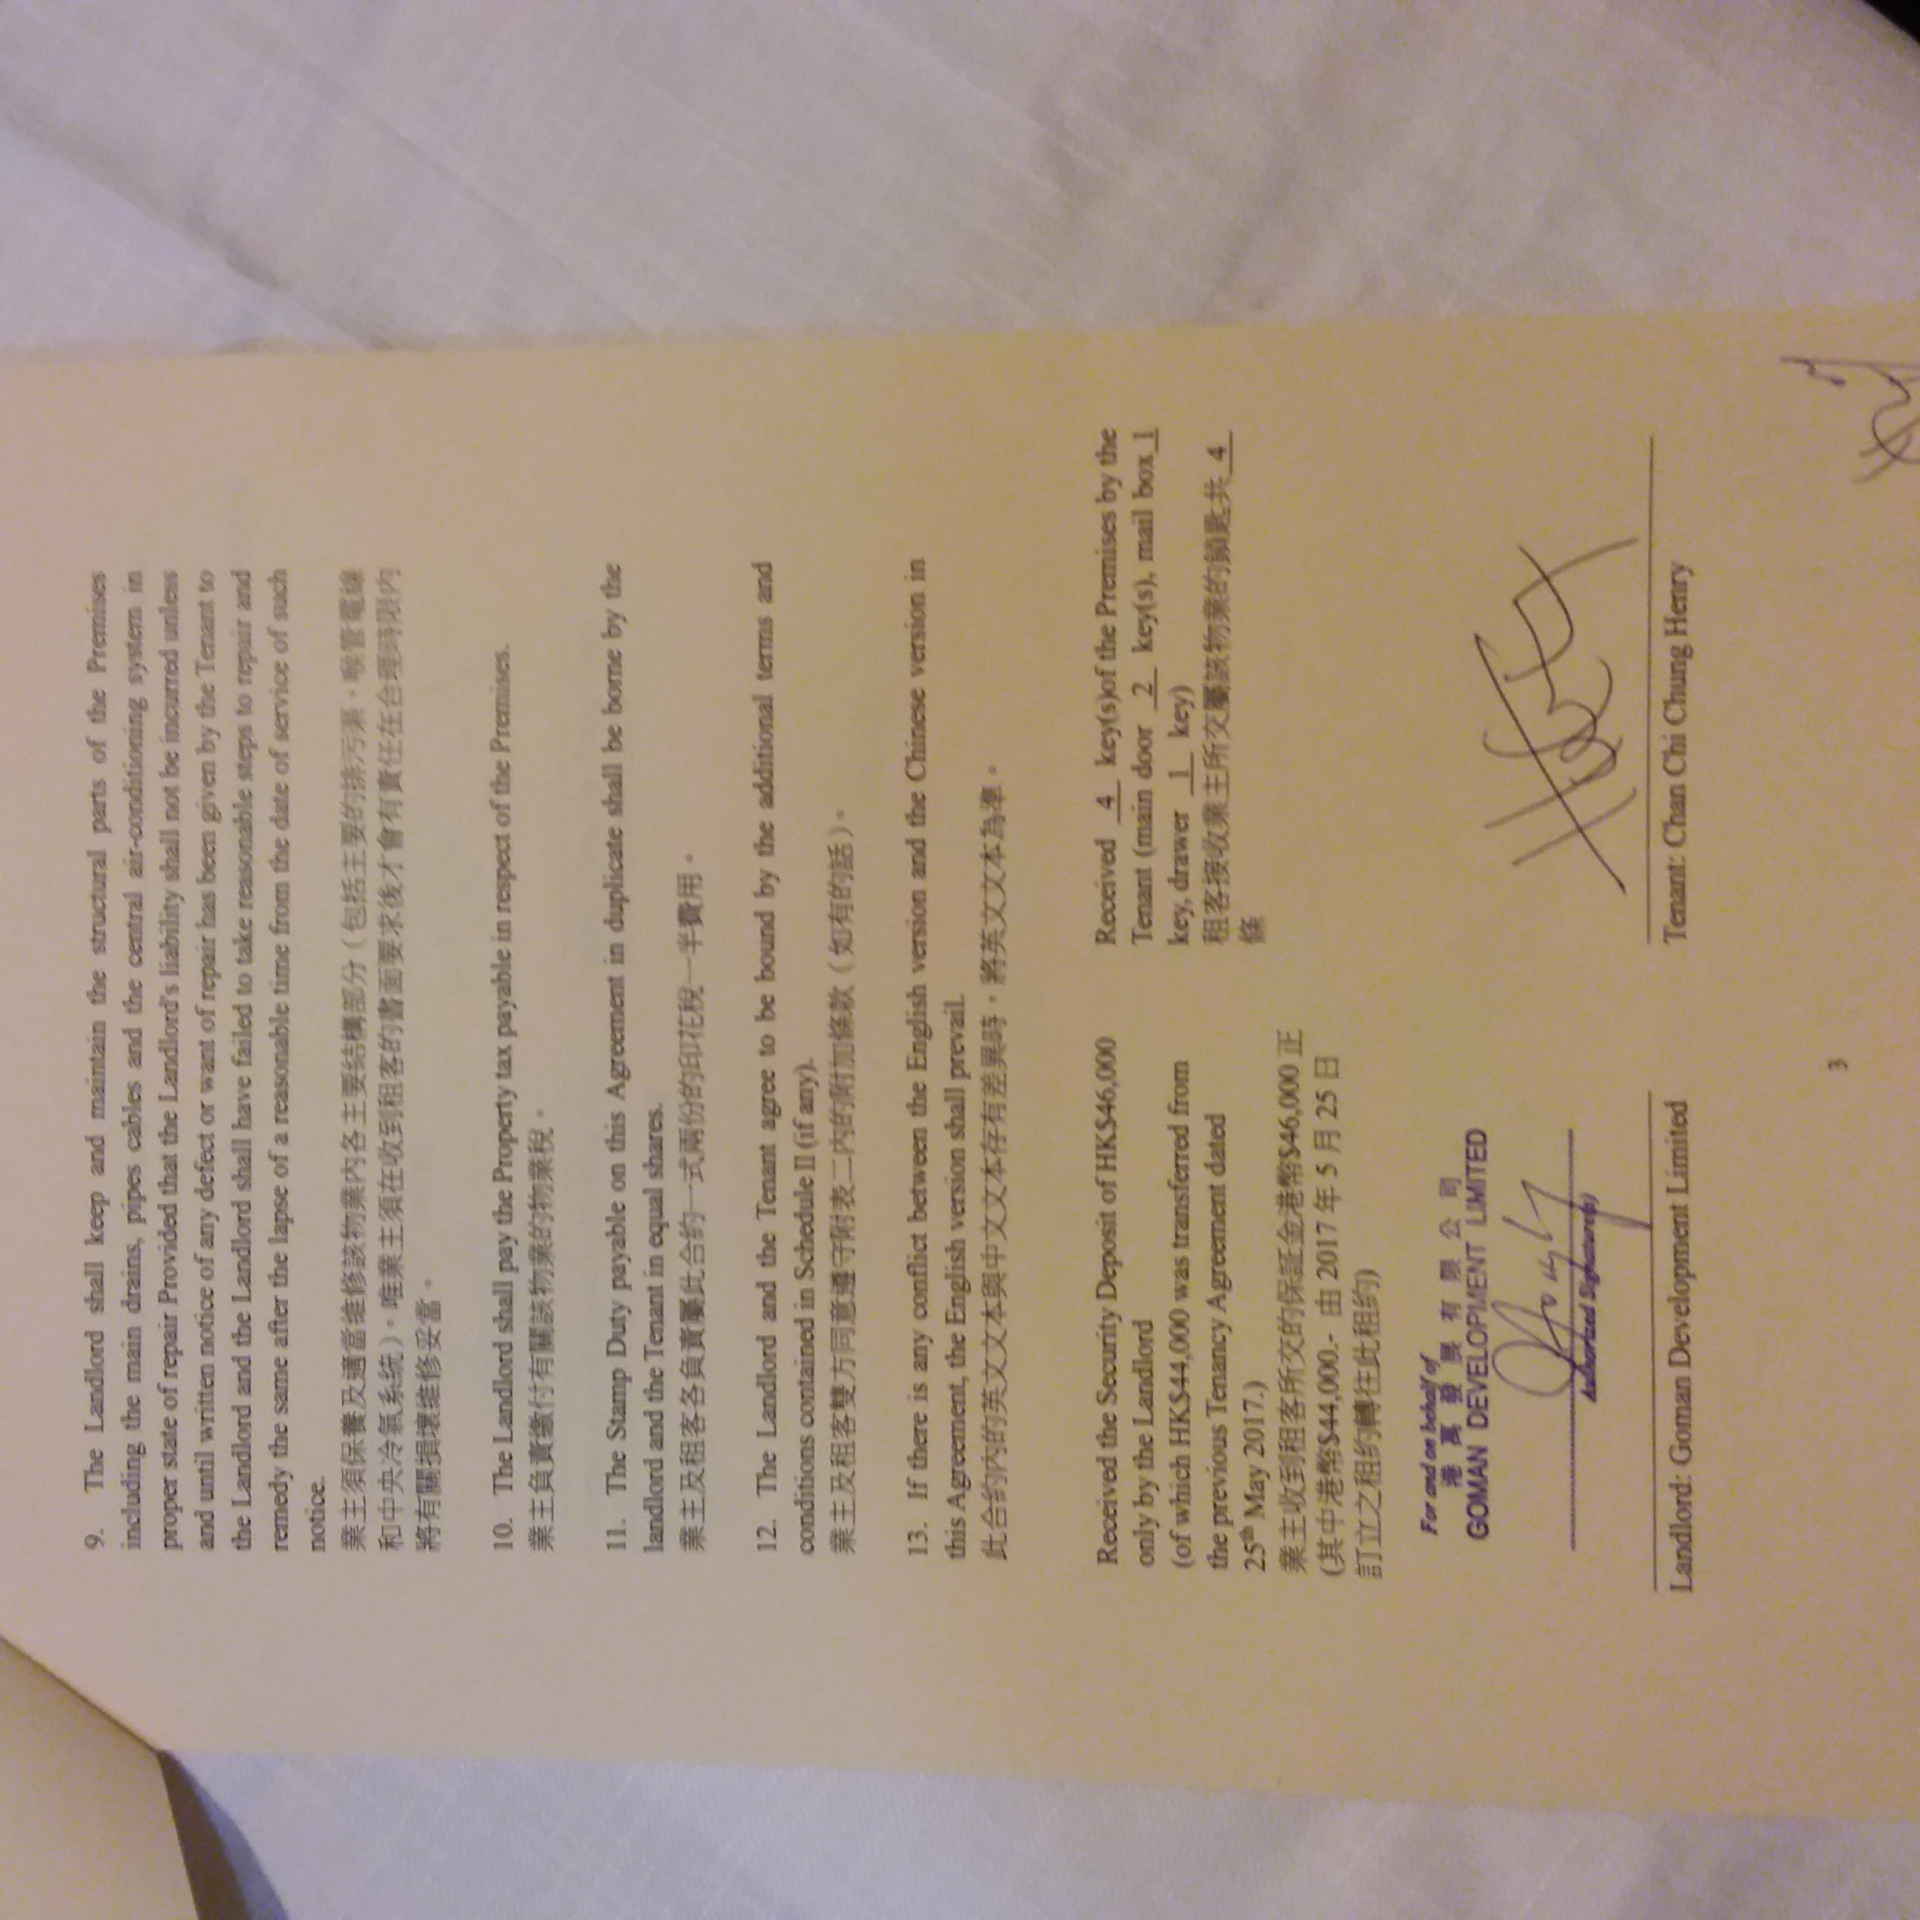 9. The Landlord shall keep and maintain the structural parts of the Premises
including the main drains, pipes cables and the central air-conditioning system in
proper state of repair Provided that the Landlord's liability shall not be incurred unless
and until written notice of any defect or want of repair has been given by the Tenant to
the Landlord and the Landlord shall have failed to take reasonable steps to repair and
remedy the same after the lapse of a reasonable time from the date of service of such
notice.
業主須保養及適當維修該物業內各主要結構部分（包括主要的排污渠、喉管電線
和中央冷氣系統）。唯業主須在收到租客的書面要求後才會有責任在合理時限內
將有關損壞維修妥當。
10. The Landlord shall pay the Property tax payable in respect of the Premises.
業主負責繳付有關該物業的物業稅。
11. The Stamp Duty payable on this Agreement in duplicate shall be borne by the
landlord and the Tenant in equal shares.
業主及租客各負責屬此合約一式兩份的印花稅一半費用。
12. The Landlord and the Tenant agree to be bound by the additional terms and
conditions contained in Schedule II (if any).
業主及租客雙方同意遵守附表二內的附加條款（如有的話）。
13. If there is any conflict between the English version and the Chinese version in
this Agreement, the English version shall prevail.
此合約內的英文文本與中文文本存有差異時，將英文文本為準。
Received the Security Deposit of HK$46,000
only by the Landlord
(of which HK$44,000 was transferred from
the previous Tenancy Agreement dated
25th May 2017.)
業主收到租客所交的保証金港幣$46,000 正
(其中港幣$44,000.- 由 2017 年 5 月 25 日
訂立之租約轉往此租約)
Received 4 key(s)of the Premises by the
Tenant (main door 2 key(s), mail box 1
key, drawer 1 key)
租客接收業主所交屬該物業的鎖匙共 4
條
For and on behalf of
港萬發展有限公司
GOMAN DEVELOPMENT LIMITED
Authorized Signature(s)
Landlord: Goman Development Limited
Tenant: Chan Chi Chung Henry
3